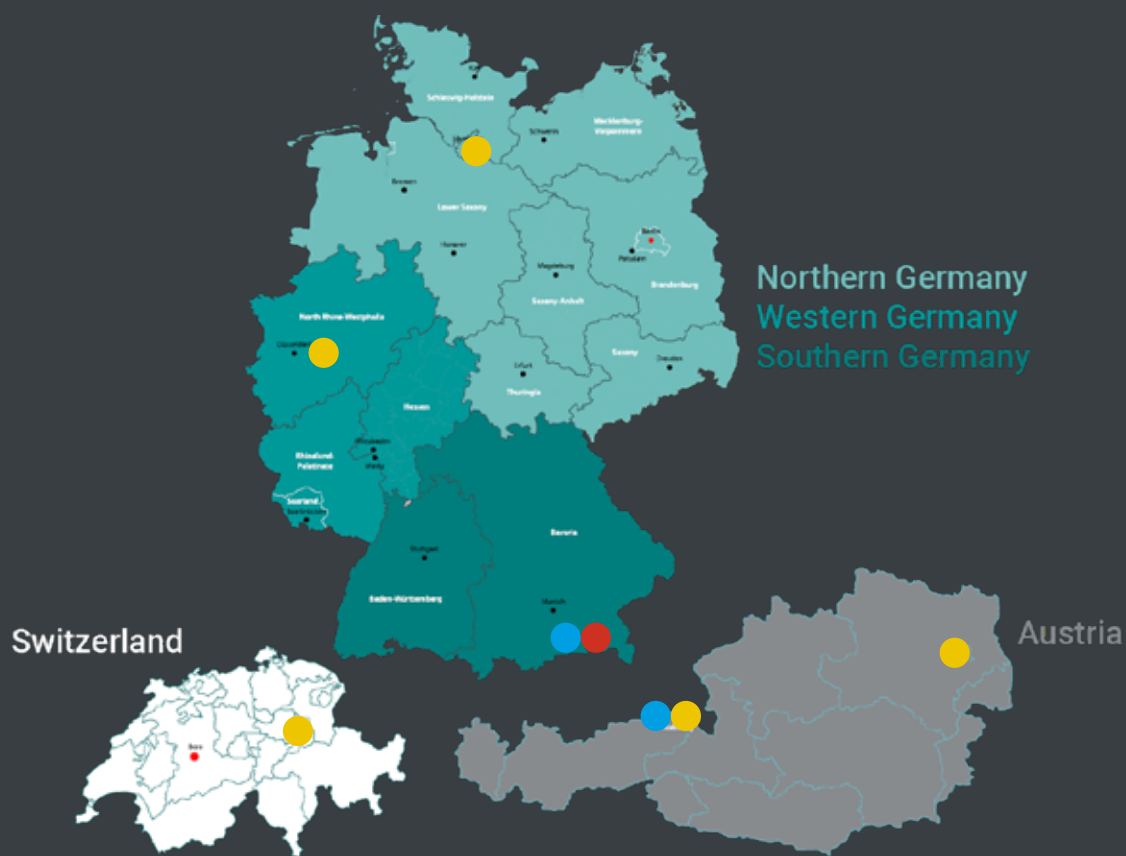 Kiel
Schleswig-Holstein
Mecklenburg-
Vorpommern
Schwerin
Bremen
Lower Saxony
Berlin
Hanover
Potsdam
Magdeburg
Brandenburg
Northern Germany
Saxony-Anhalt
North Rhine-Westphalia
Western Germany
Saxony
Southern Germany
Dresden
Erfurt
Thuringia
Hessen
Wiesbaden
Rhineland-
Palatinate
Saarland
Saarbrücken
Bavaria
Stuttgart
Baden-Württemberg
Munich
Switzerland
Austria
Bern